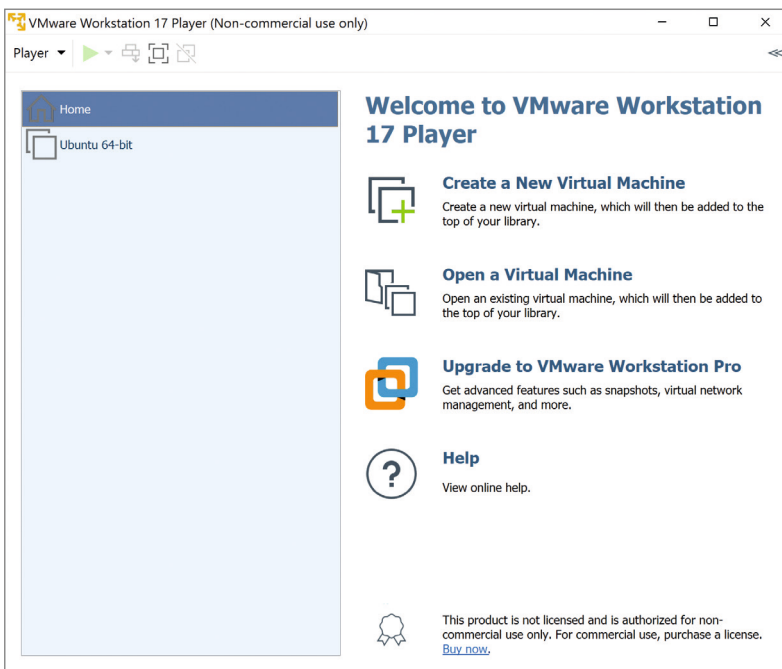 VMware Workstation 17 Player (Non-commercial use only)
Player
Home
Ubuntu 64-bit
Welcome to VMware Workstation
17 Player
Create a New Virtual Machine
Create a new virtual machine, which will then be added to the
top of your library.
Open a Virtual Machine
Open an existing virtual machine, which will then be added to
the top of your library.
Upgrade to VMware Workstation Pro
Get advanced features such as snapshots, virtual network
management, and more.
?
Help
View online help.
This product is not licensed and is authorized for non-
commercial use only. For commercial use, purchase a license.
Buy now.